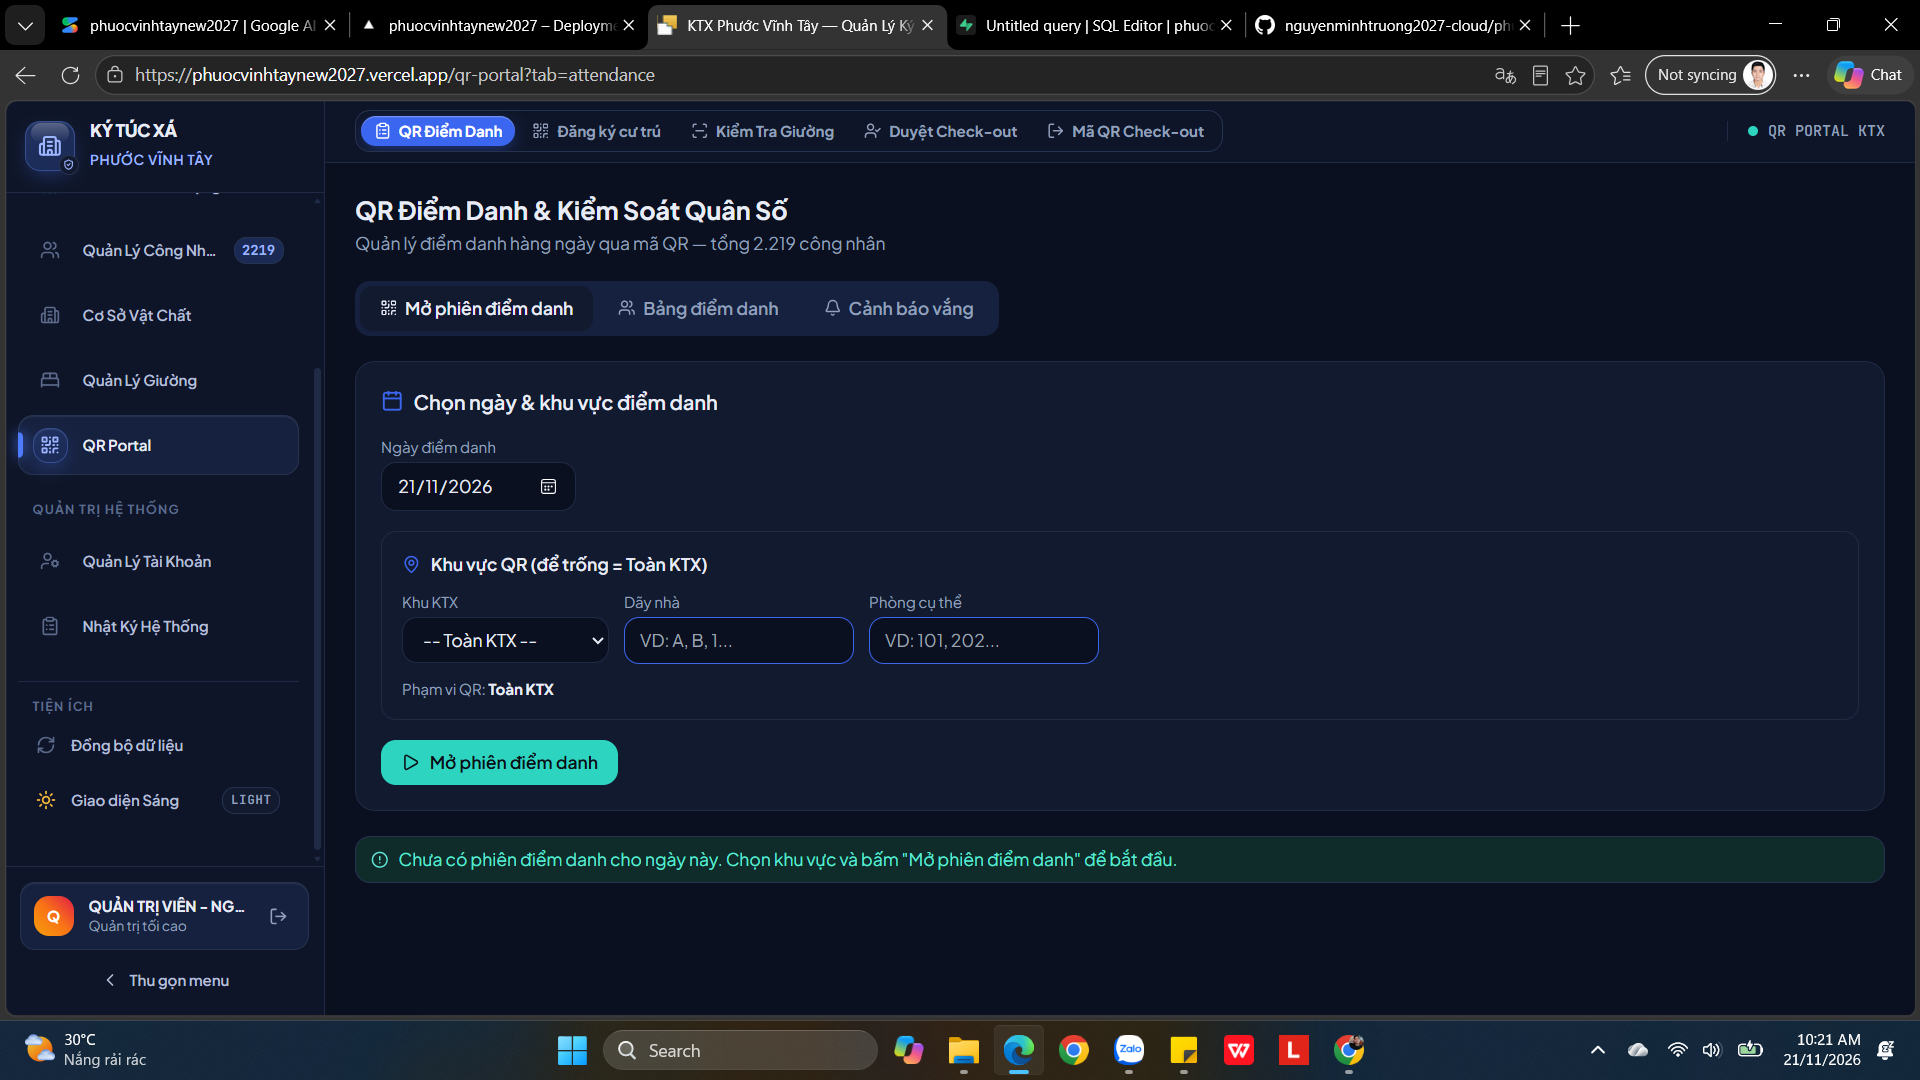 phuocvinhtaynew2027 | Google AI
phuocvinhtaynew2027 – Deployme
KTX Phước Vĩnh Tây — Quản Lý Ký
Untitled query | SQL Editor | phuoc
nguyenminhtruong2027-cloud/ph
https://phuocvinhtaynew2027.vercel.app/qr-portal?tab=attendance
Not syncing
Chat
KÝ TÚC XÁ
PHƯỚC VĨNH TÂY
Quản Lý Công Nh... 2219
Cơ Sở Vật Chất
Quản Lý Giường
QR Portal
QUẢN TRỊ HỆ THỐNG
Quản Lý Tài Khoản
Nhật Ký Hệ Thống
TIỆN ÍCH
Đồng bộ dữ liệu
Giao diện Sáng LIGHT
Q
QUẢN TRỊ VIÊN - NG...
Quản trị tối cao
Thu gọn menu
QR Điểm Danh
Đăng ký cư trú
Kiểm Tra Giường
Duyệt Check-out
Mã QR Check-out
QR PORTAL KTX
QR Điểm Danh & Kiểm Soát Quân Số
Quản lý điểm danh hàng ngày qua mã QR — tổng 2.219 công nhân
Mở phiên điểm danh
Bảng điểm danh
Cảnh báo vắng
Chọn ngày & khu vực điểm danh
Ngày điểm danh
21/11/2026
Khu vực QR (để trống = Toàn KTX)
Khu KTX
Dãy nhà
Phòng cụ thể
-- Toàn KTX --
VD: A, B, 1...
VD: 101, 202...
Phạm vi QR: Toàn KTX
Mở phiên điểm danh
Chưa có phiên điểm danh cho ngày này. Chọn khu vực và bấm "Mở phiên điểm danh" để bắt đầu.
30°C
Nắng rải rác
Search
Zalo
W
L
10:21 AM
21/11/2026